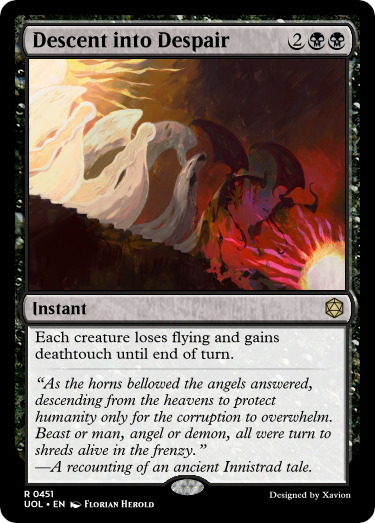 Descent into Despair 2
Instant
Each creature loses flying and gains
deathtouch until end of turn.
“As the horns bellowed the angels answered,
descending from the heavens to protect
humanity only for the corruption to overwhelm.
Beast or man, angel or demon, all were turn to
shreds alive in the frenzy.”
—A recounting of an ancient Innistrad tale.
R 0451
UOL • EN Florian Herold
Designed by Xavion